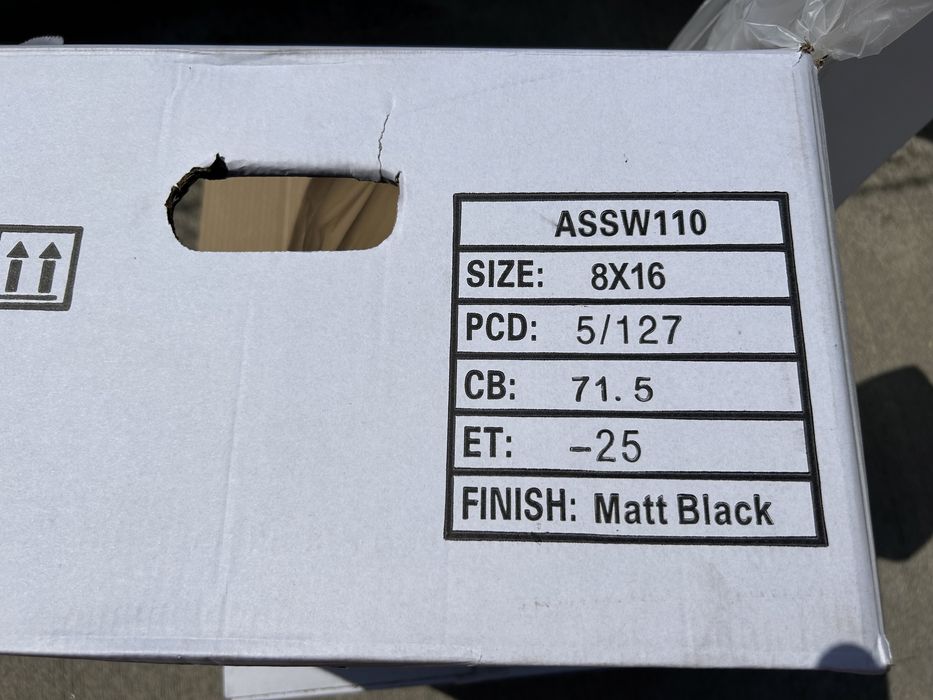 ASSW110
SIZE: 8X16
PCD: 5/127
CB: 71.5
ET: -25
FINISH: Matt Black